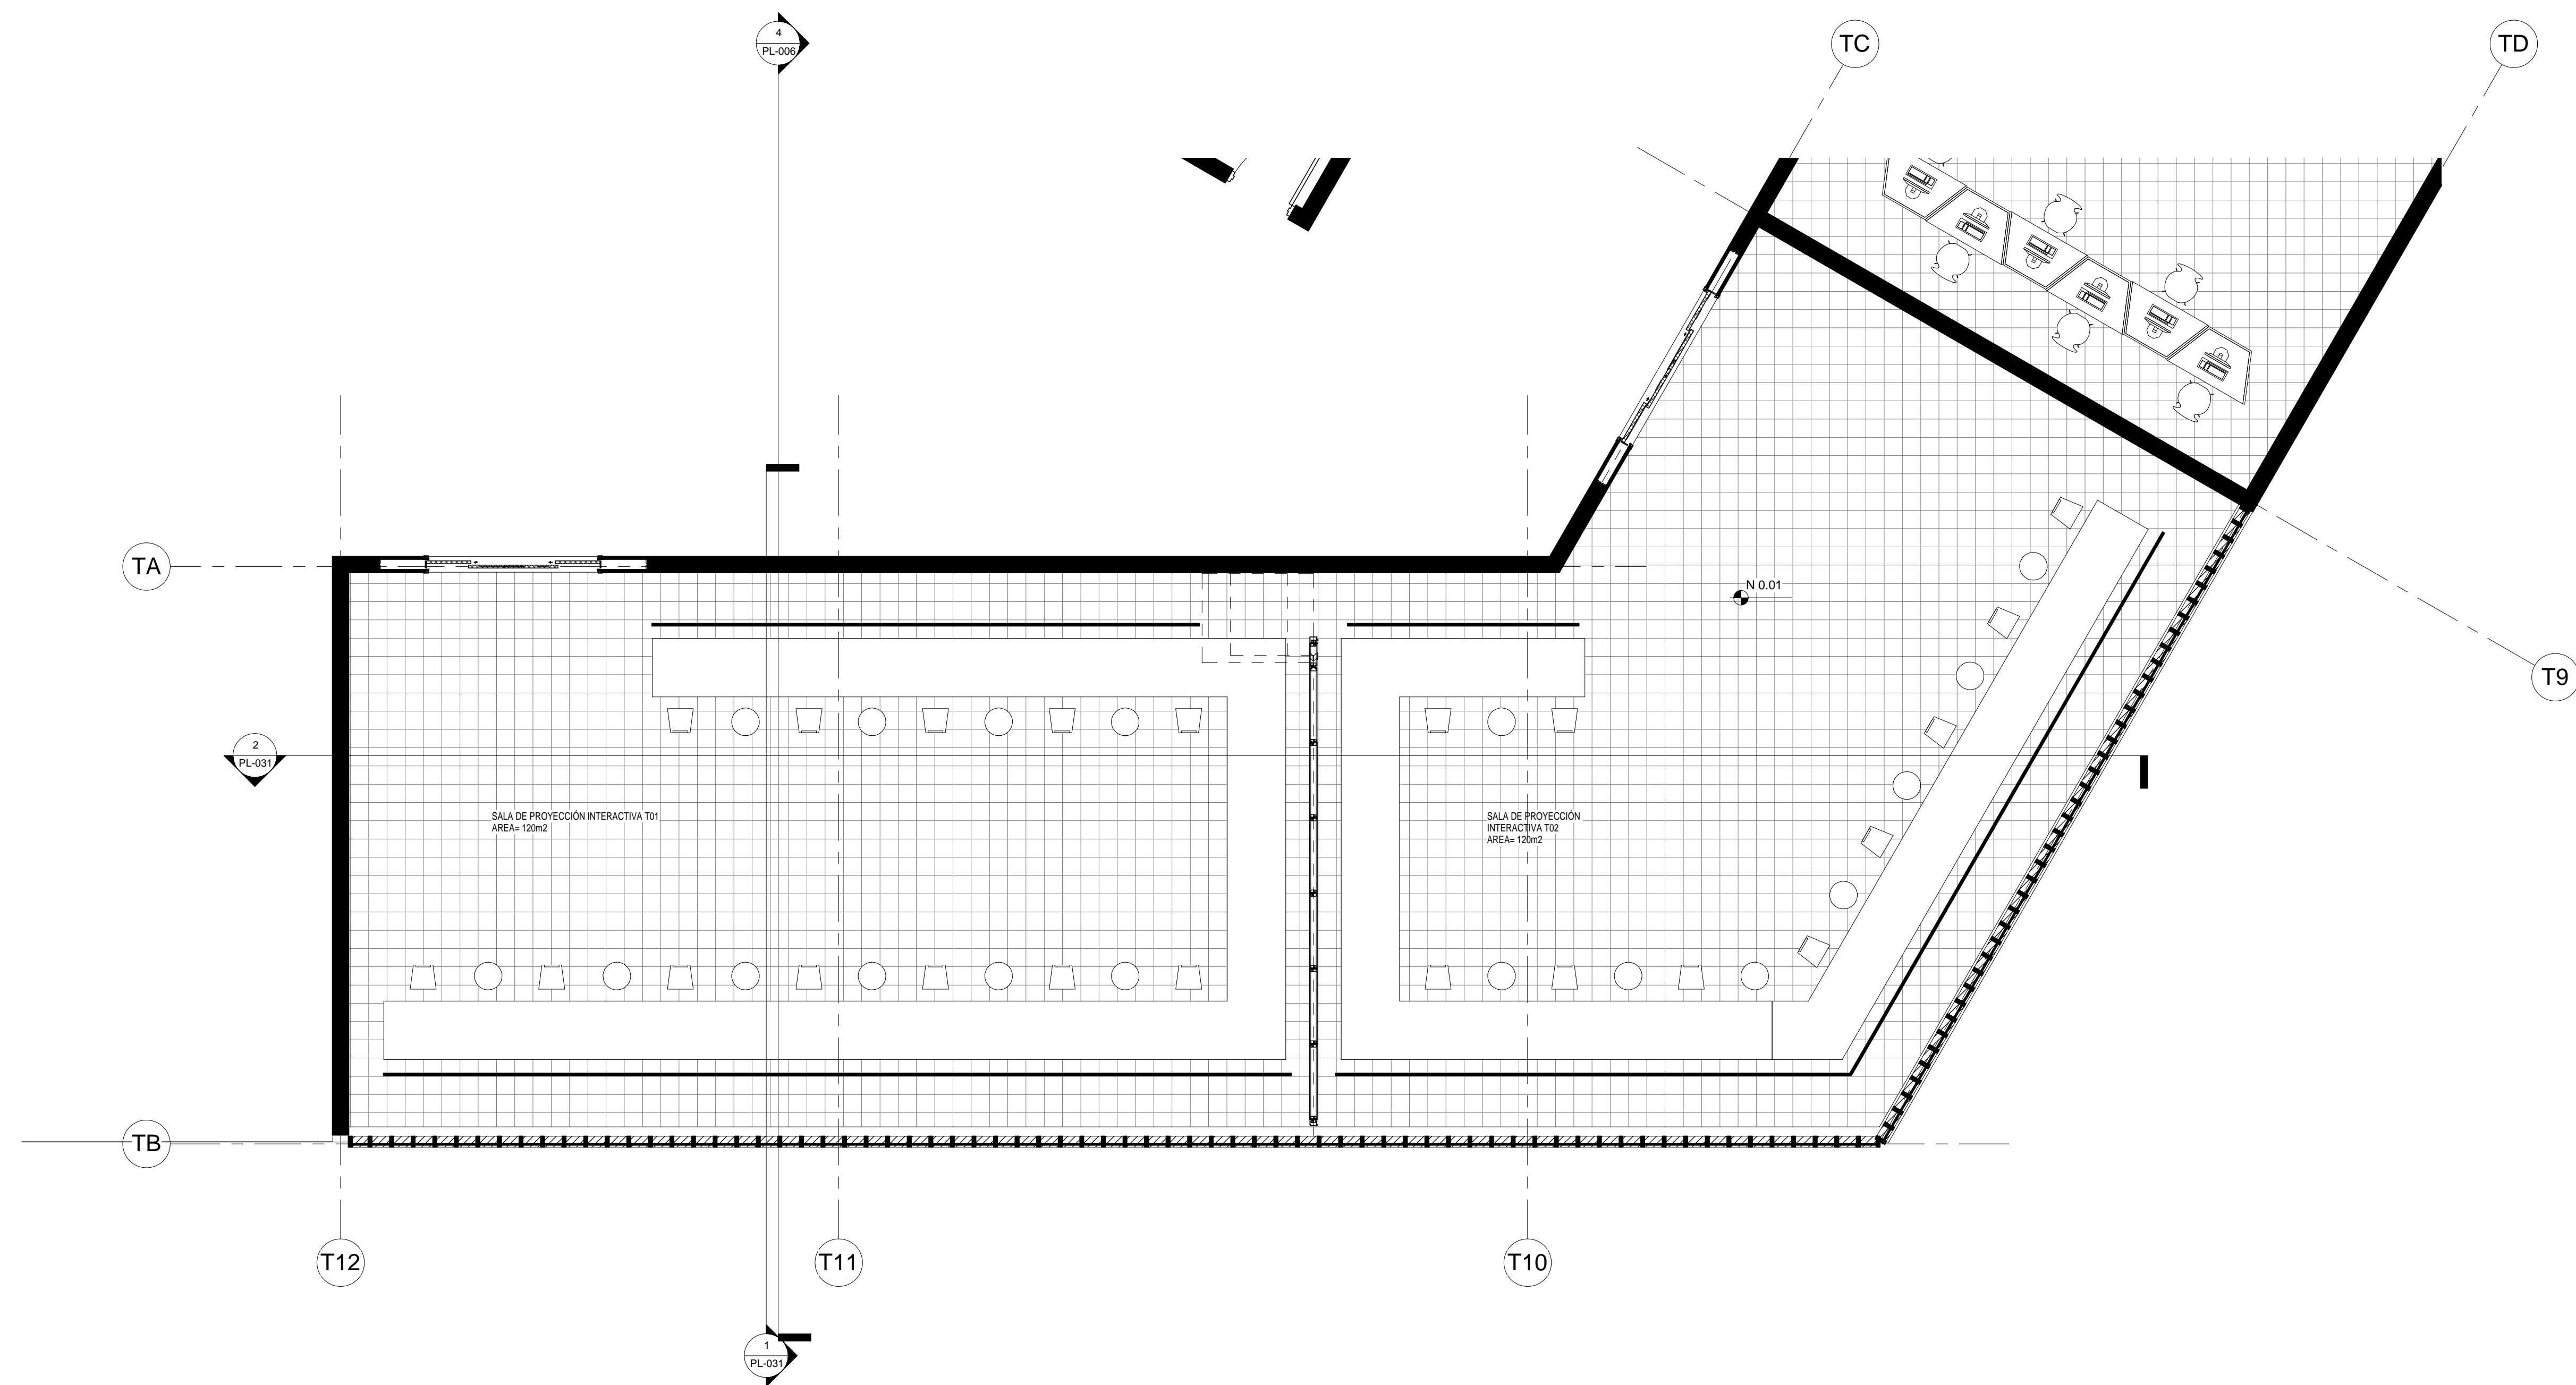 4
PL-006
TC
TD
TA
N 0.01
T9
2
PL-031
SALA DE PROYECCIÓN INTERACTIVA T01
AREA= 120m2
SALA DE PROYECCIÓN
INTERACTIVA T02
AREA= 120m2
TB
T12
T11
T10
1
PL-031